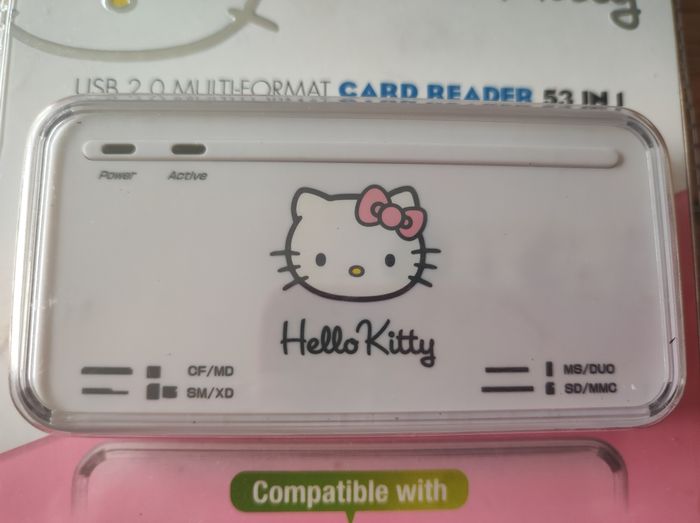 USB 2.0 MULTI-FORMAT CARD READER 53 IN 1
Power Active
Hello Kitty
CF/MD MS/DUO
SM/XD SD/MMC
Compatible with